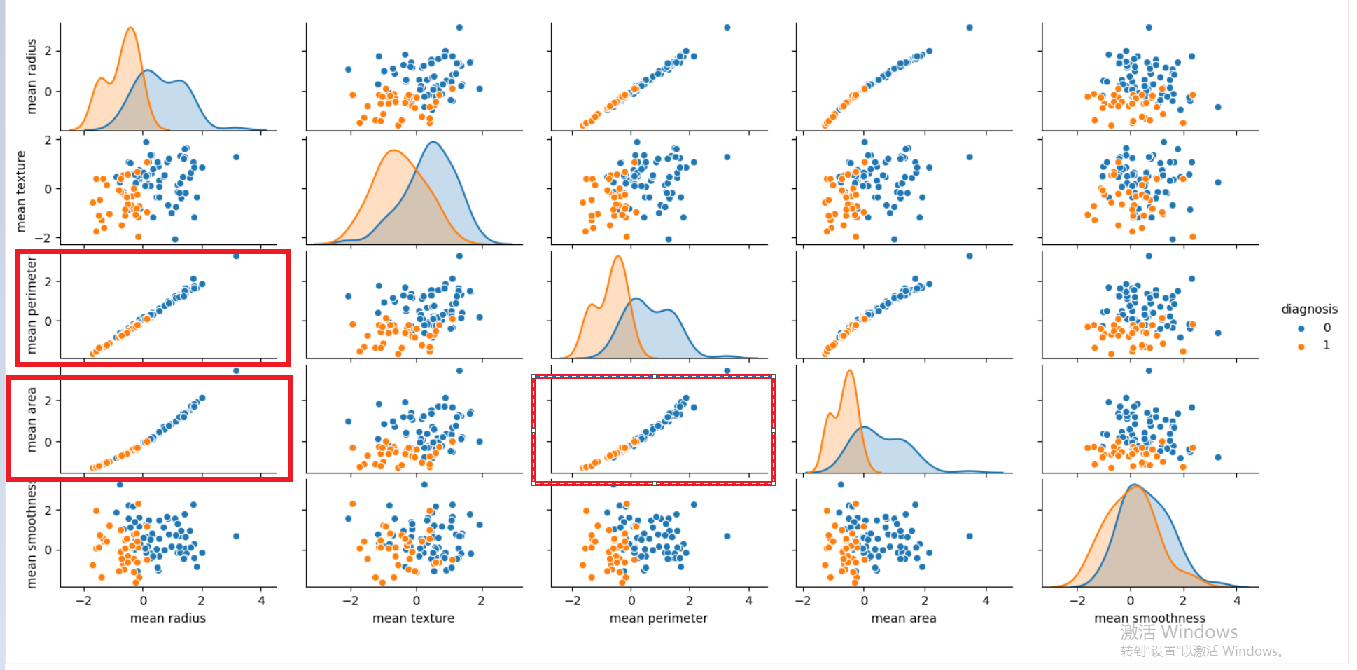 mean radius
2
0
mean texture
2
0
−2
mean perimeter
2
0
diagnosis
0
1
mean area
2
0
mean smoothness
2
0
−2 0 2 4 −2 0 2 −2 0 2 4 −2 0 2 4 −2 0 2 4
mean radius mean texture mean perimeter mean area mean smoothness
激活 Windows
转到"设置"以激活 Windows。